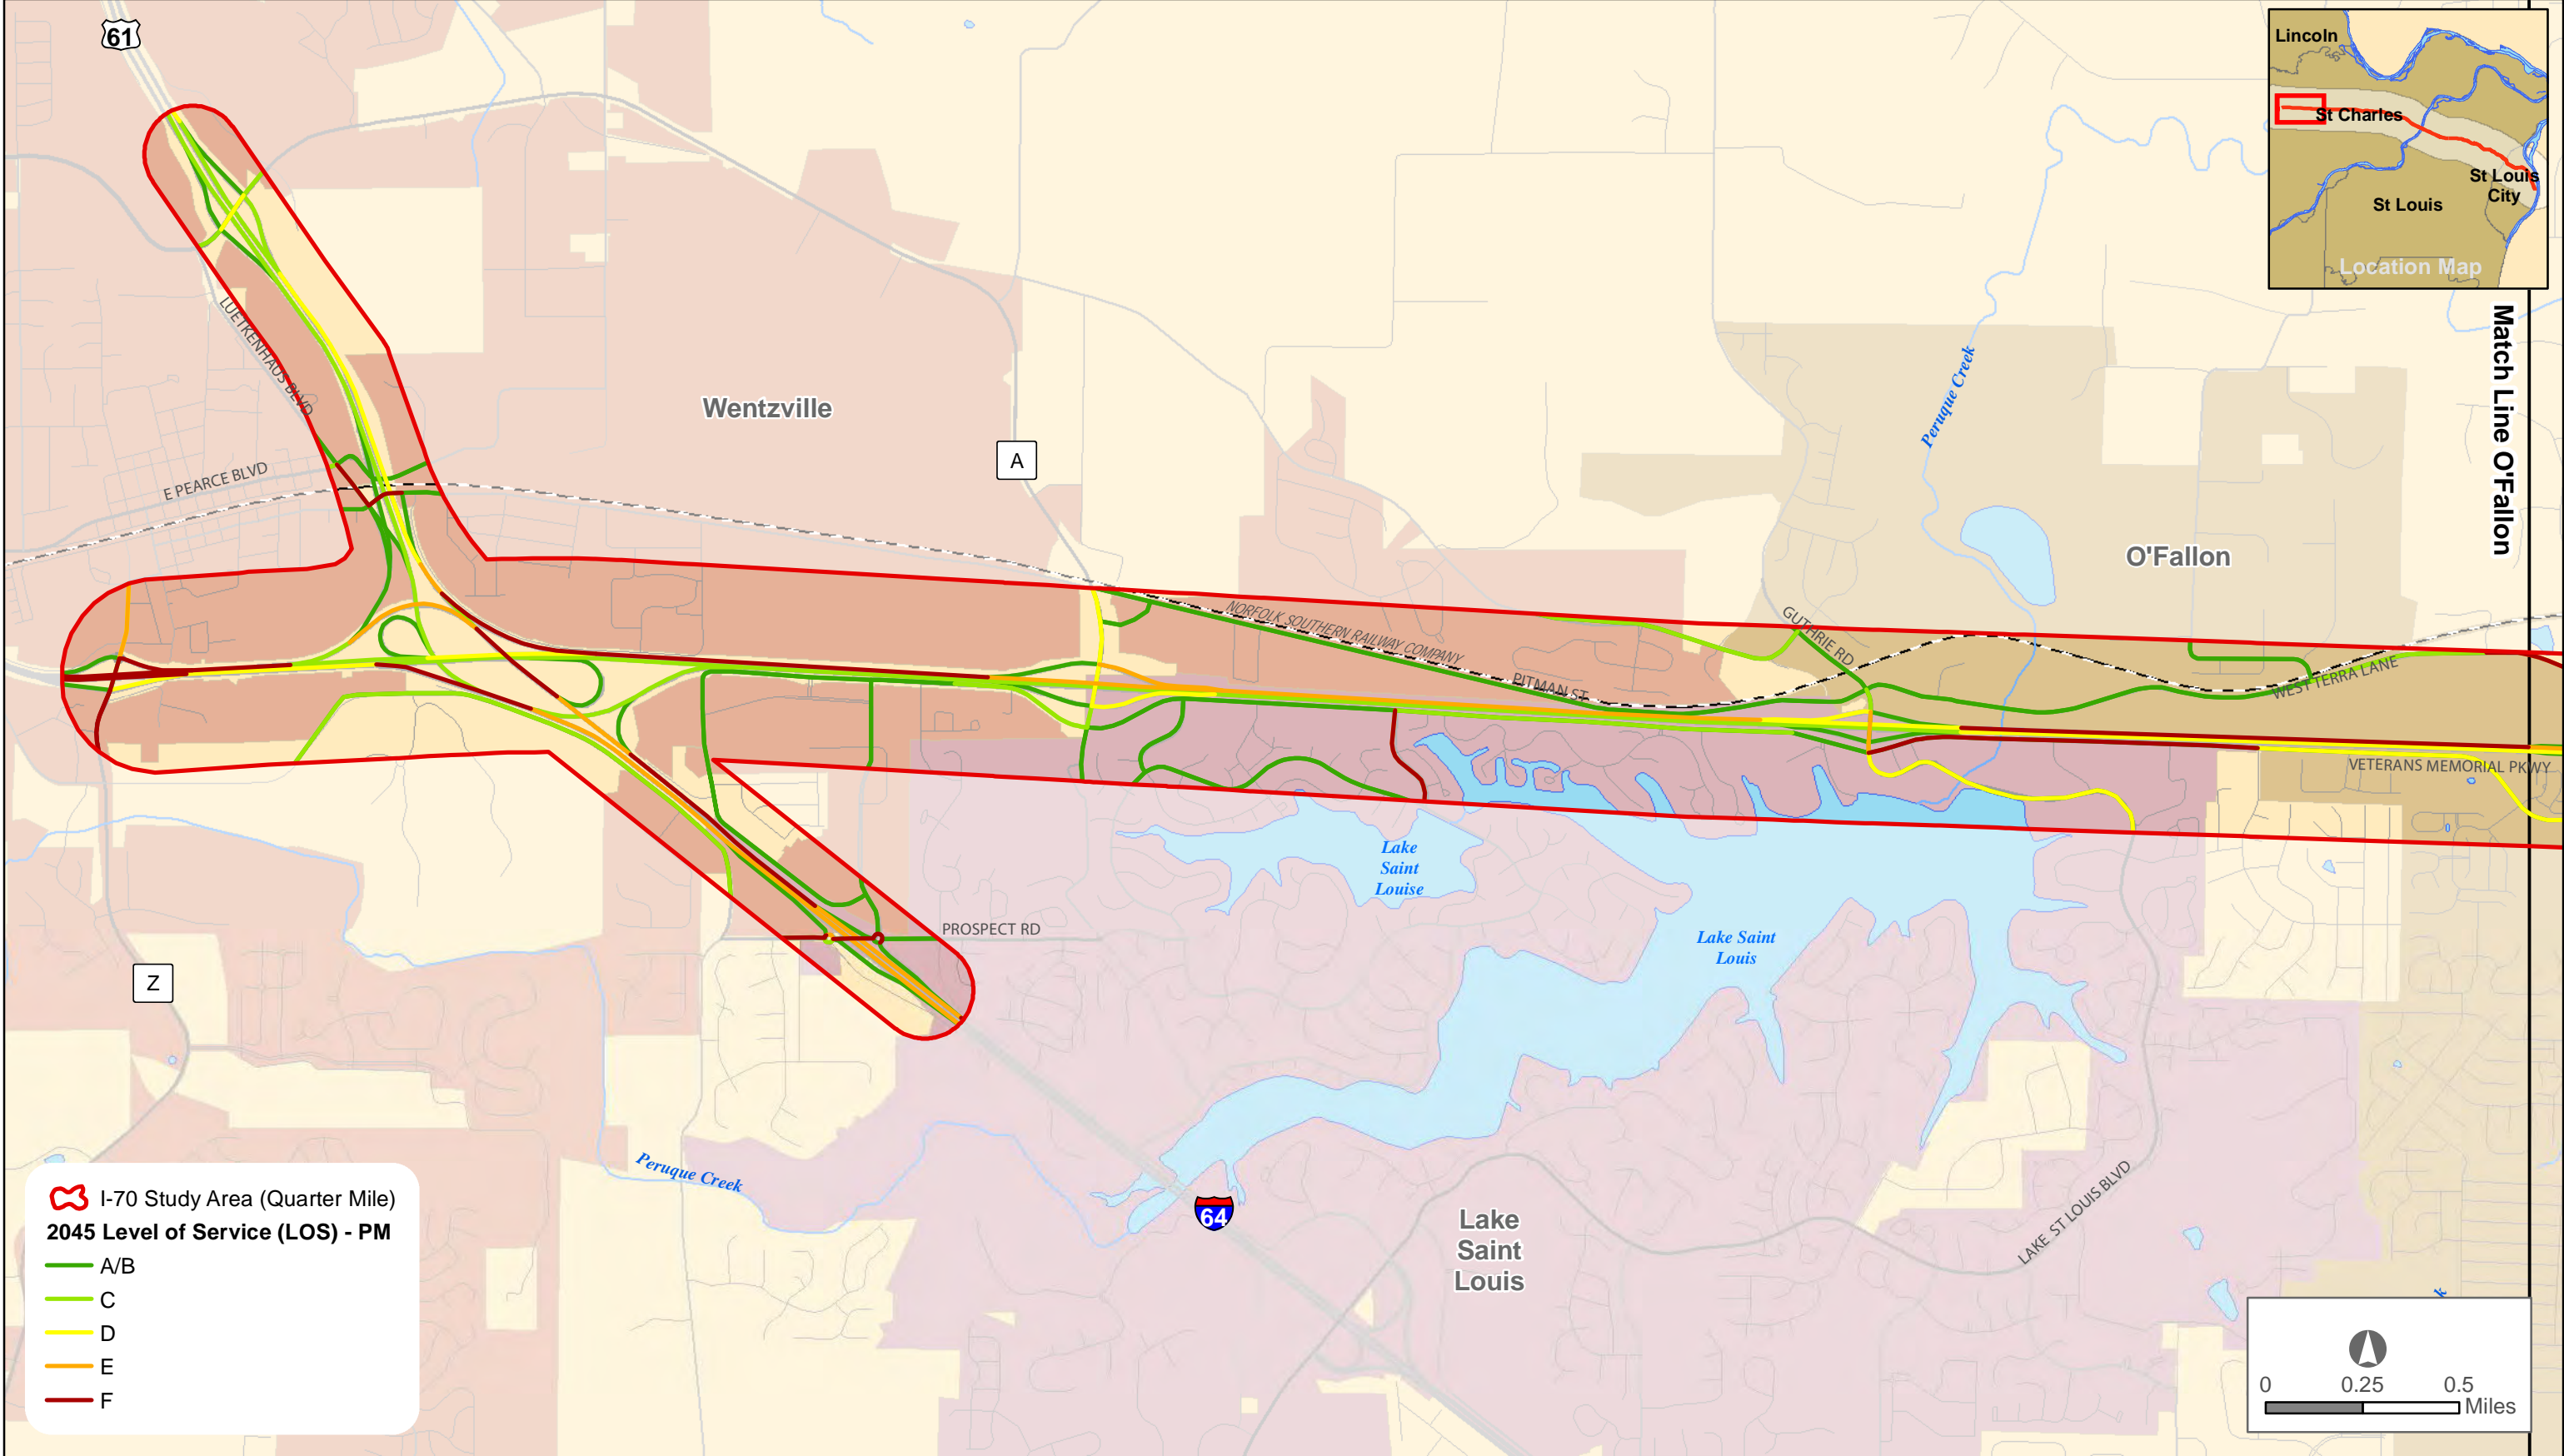 61
Lincoln
St Charles
St Louis
City
St Louis
Location Map
Match Line O'Fallon
LUETKENHAUS BLVD
Wentzville
A
Peruque Creek
E PEARCE BLVD
O'Fallon
NORFOLK SOUTHERN RAILWAY COMPANY
GUTHRIE RD
PITMAN ST
WEST TERRA LANE
VETERANS MEMORIAL PKWY
Lake
Saint
Louise
PROSPECT RD
Lake Saint
Louis
Z
Peruque Creek
64
Lake
Saint
Louis
LAKE ST LOUIS BLVD
k
I-70 Study Area (Quarter Mile)
2045 Level of Service (LOS) - PM
A/B
C
D
E
F
0 0.25 0.5
Miles